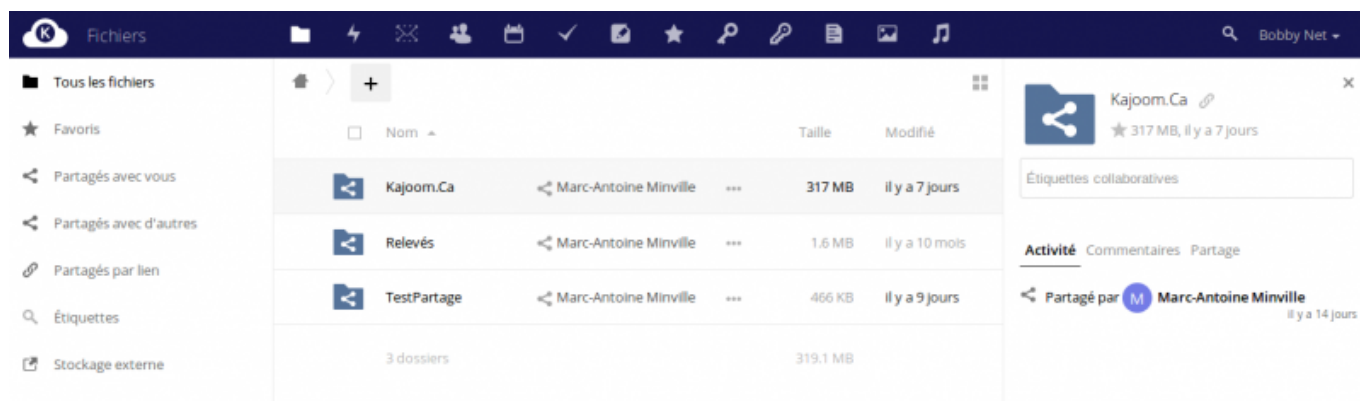 K Fichiers Bobby Net
Tous les fichiers
Favoris
Partagés avec vous
Partagés avec d'autres
Partagés par lien
Étiquettes
Stockage externe
+
Nom Taille Modifié
Kajoom.Ca Marc-Antoine Minville ••• 317 MB il y a 7 jours
Relevés Marc-Antoine Minville ••• 1.6 MB il y a 10 mois
TestPartage Marc-Antoine Minville ••• 466 KB il y a 9 jours
3 dossiers 319.1 MB
Kajoom.Ca
317 MB, il y a 7 jours
Étiquettes collaboratives
Activité Commentaires Partage
Partagé par M Marc-Antoine Minville
il y a 14 jours